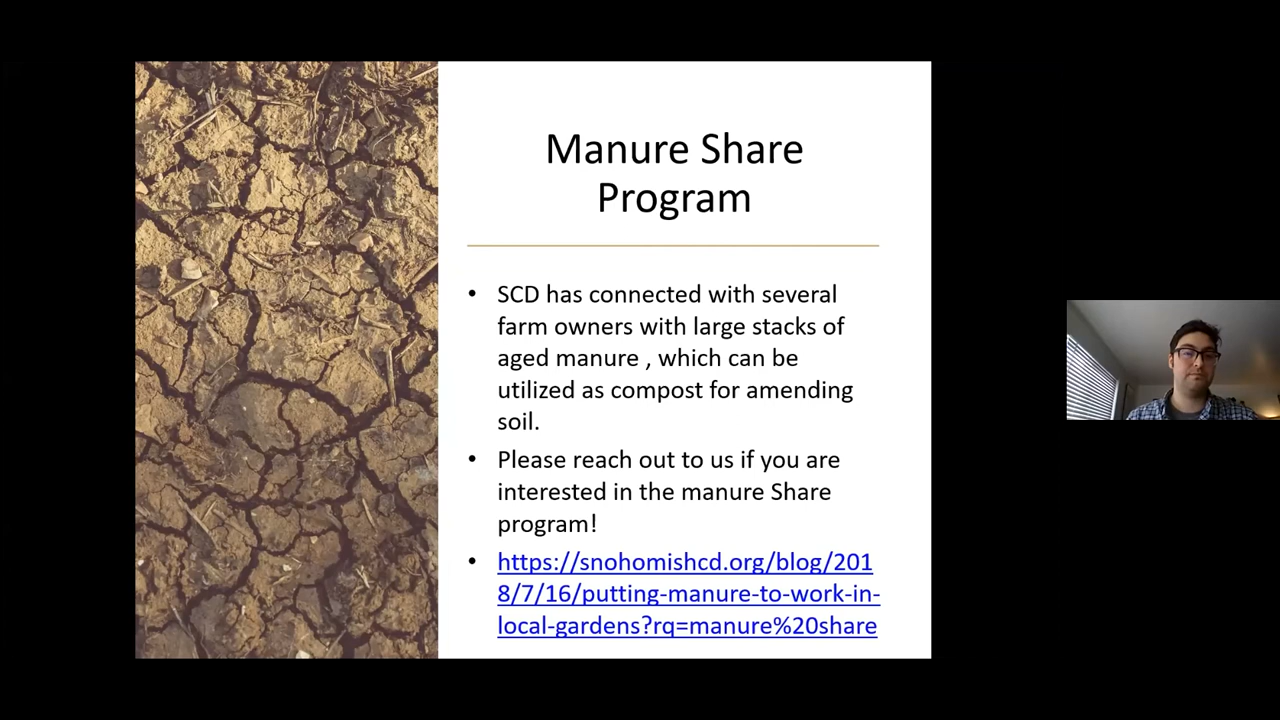 Manure Share
Program
• SCD has connected with several
farm owners with large stacks of
aged manure , which can be
utilized as compost for amending
soil.
• Please reach out to us if you are
interested in the manure Share
program!
• https://snohomishcd.org/blog/201
8/7/16/putting-manure-to-work-in-
local-gardens?rq=manure%20share